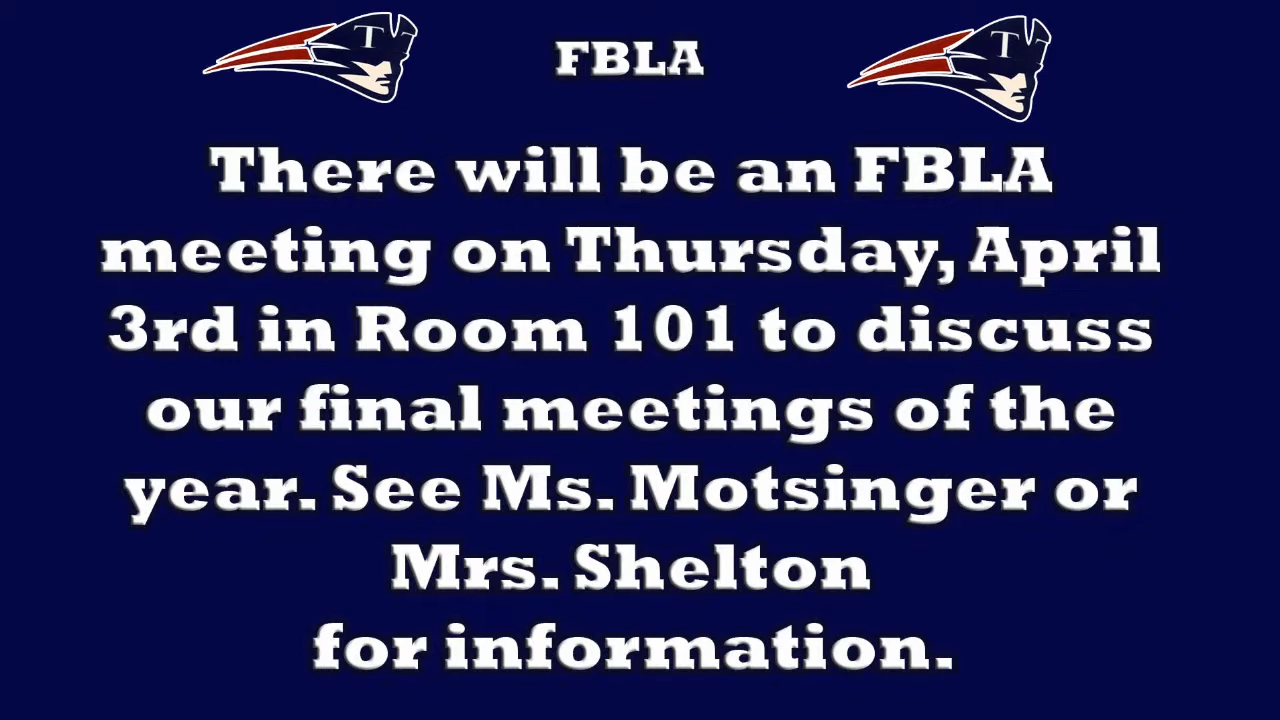 T FBLA T
There will be an FBLA
meeting on Thursday, April
3rd in Room 101 to discuss
our final meetings of the
year. See Ms. Motsinger or
Mrs. Shelton
for information.